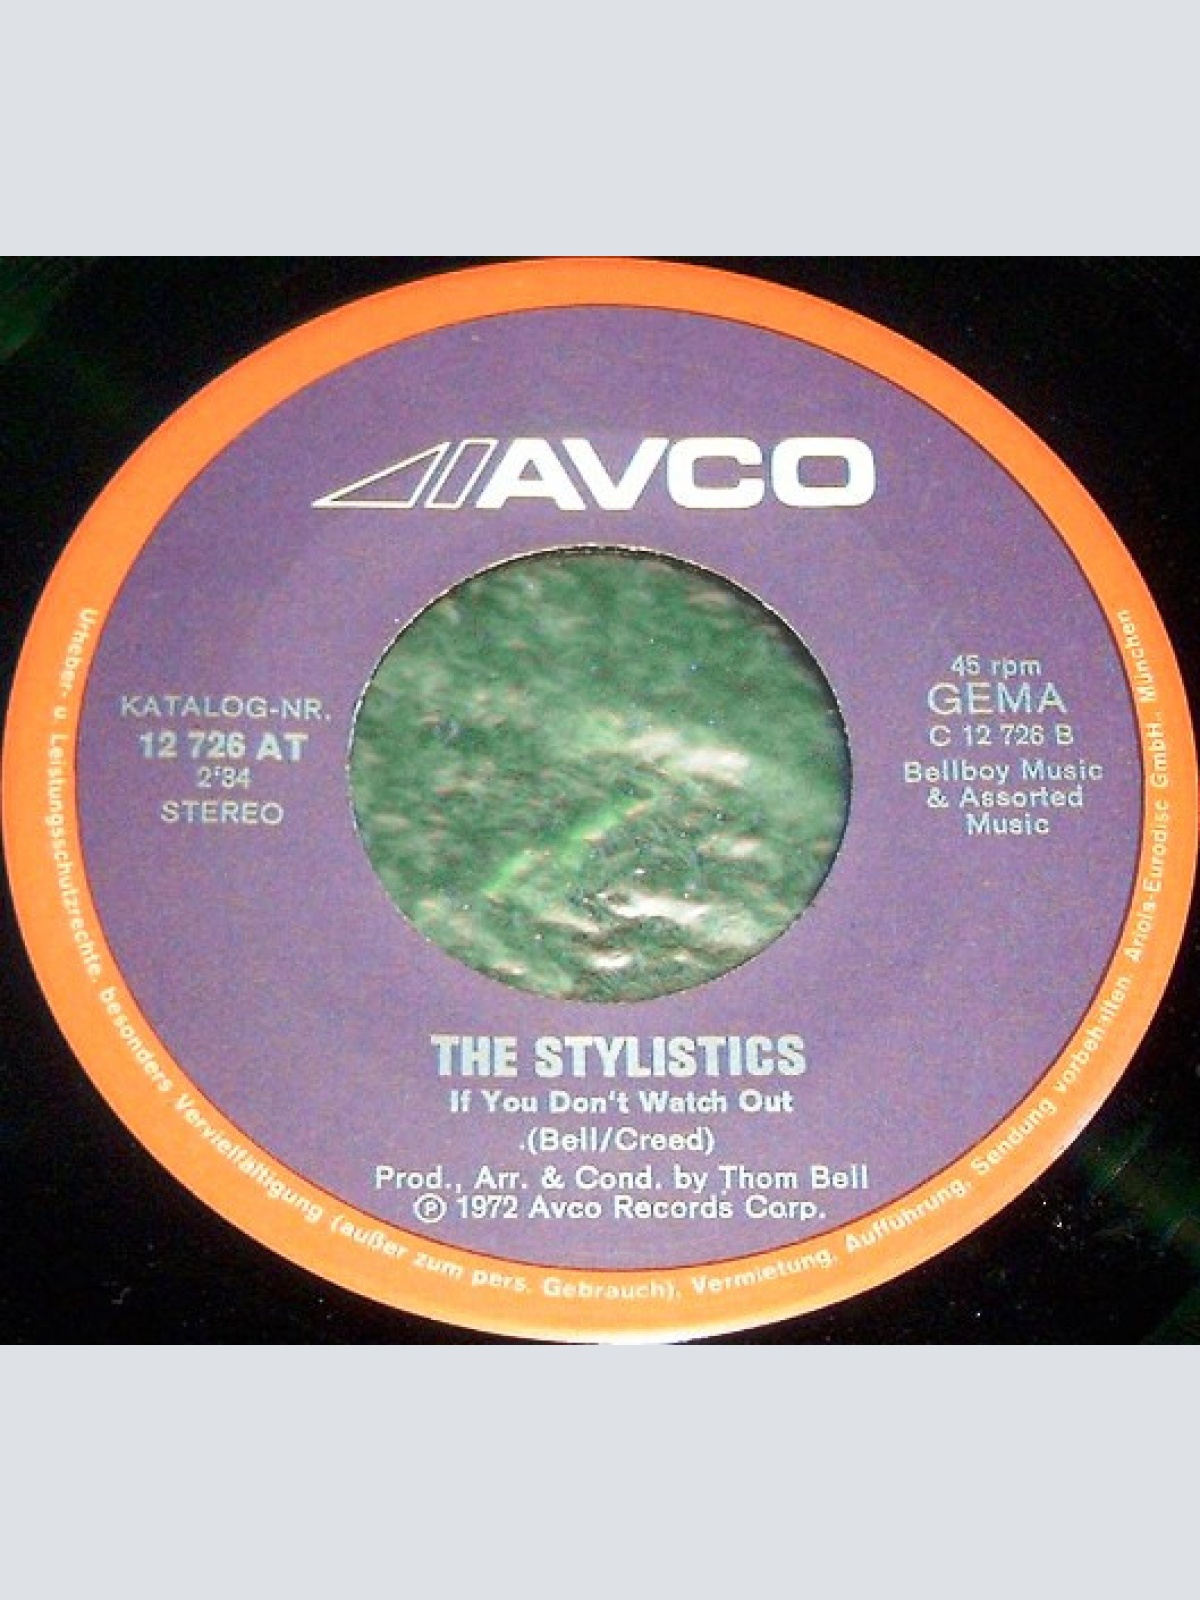 AVCO
KATALOG-NR.
12 726 AT
2'34
STEREO
45 rpm
GEMA
C 12 726 B
Bellboy Music
& Assorted
Music
THE STYLISTICS
If You Don't Watch Out
.(Bell/Creed)
Prod., Arr. & Cond. by Thom Bell
℗ 1972 Avco Records Corp.
Urheber- u. Leistungsschutzrechte, besonders Vervielfältigung (außer zum pers. Gebrauch), Vermietung, Aufführung, Sendung vorbehalten. Ariola-Eurodisc GmbH., München